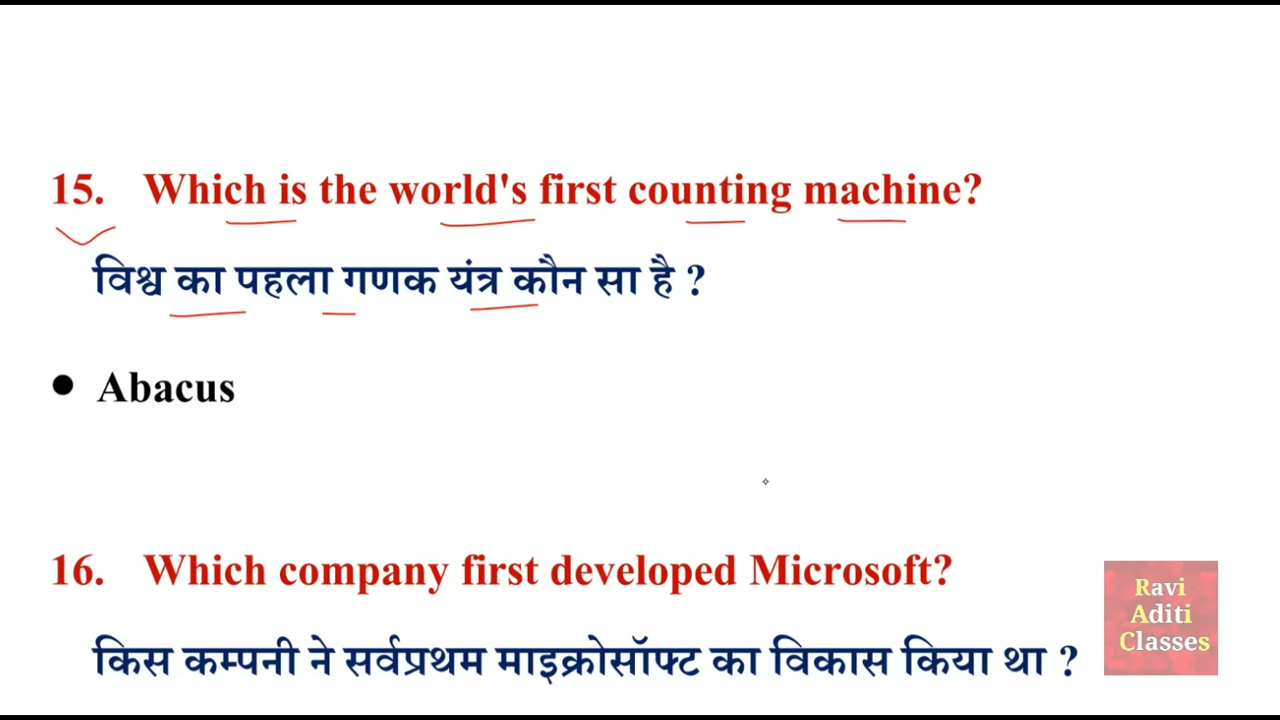 15. Which is the world's first counting machine?
विश्व का पहला गणक यंत्र कौन सा है ?
● Abacus
16. Which company first developed Microsoft?
किस कम्पनी ने सर्वप्रथम माइक्रोसॉफ्ट का विकास किया था ?
Ravi
Aditi
Classes